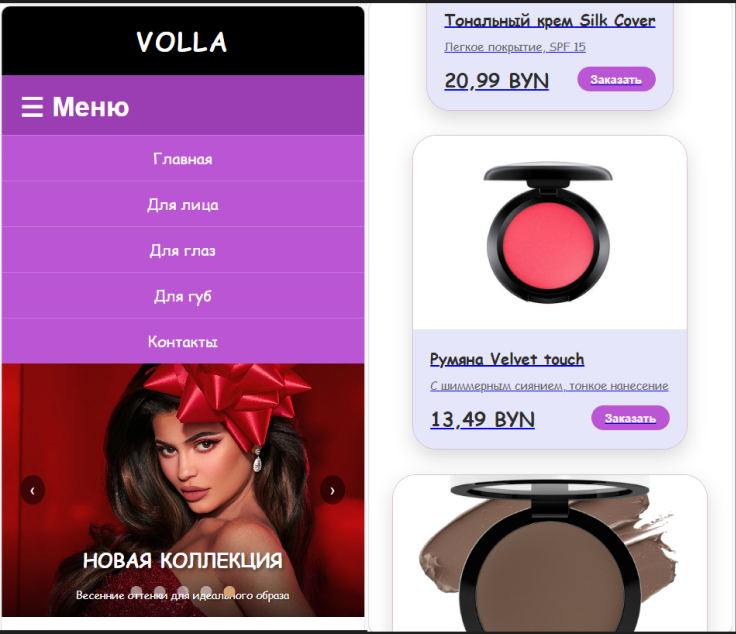 VOLLA
☰ Меню
Главная
Для лица
Для глаз
Для губ
Контакты
‹
›
НОВАЯ КОЛЛЕКЦИЯ
Весенние оттенки для идеального образа
Тональный крем Silk Cover
Легкое покрытие, SPF 15
20,99 BYN
Заказать
Румяна Velvet touch
С шиммерным сиянием, тонкое нанесение
13,49 BYN
Заказать